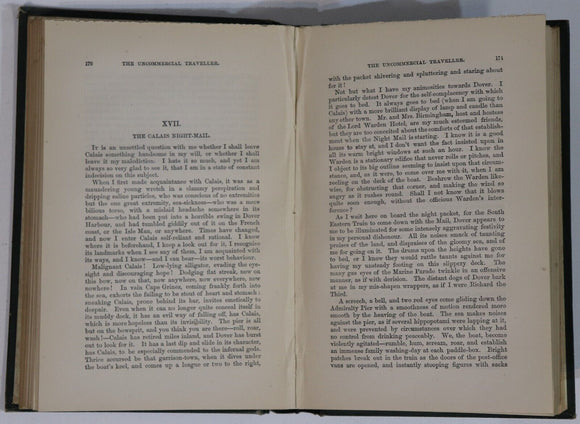 170 THE UNCOMMERCIAL TRAVELLER.
XVII.
THE CALAIS NIGHT-MAIL.
IT is an unsettled question with me whether I shall leave
Calais something handsome in my will, or whether I shall
leave it my malediction. I hate it so much, and yet I am
always so very glad to see it, that I am in a state of constant
indecision on this subject.
When I first made acquaintance with Calais, it was as a
maundering young wretch in a clammy perspiration and
dripping saline particles, who was conscious of no extremities
but the one great extremity, sea-sickness—who was a mere
bilious torso, with a mislaid headache somewhere in its
stomach—who had been put into a horrible swing in Dover
Harbour, and had tumbled giddily out of it on the French
coast, or the Isle of Man, or anywhere. Times have changed,
and now I enter Calais self-reliant and rational. I know
where it is beforehand, I keep a look out for it, I recognise
its landmarks when I see any of them, I am acquainted with
its ways, and I know—and I can bear—its worst behaviour.
Malignant Calais! Low-lying alligator, evading the eye-
sight and discouraging hope! Dodging flat streak, now on
this bow, now on that, now anywhere, now everywhere, now
nowhere! In vain Cape Grinez, coming frankly forth into
the sea, exhorts the failing to be stout of heart and stomach:
sneaking Calais, prone behind its bar, invites emetically to
despair. Even when it can no longer quite conceal itself in
its muddy dock, it has an evil way of falling off, has Calais,
which is more hopeless than its invisibility. The pier is all
but on the bowsprit, and you think you are there—roll, roar,
wash!—Calais has retired miles inland, and Dover has burst
out to look for it. It has a last dip and slide in its character,
has Calais, to be especially commended to the infernal gods.
Thrice accursed be that garrison-town, when it dives under
the boat's keel, and comes up a league or two to the right,
THE UNCOMMERCIAL TRAVELLER. 171
with the packet shivering and spluttering and staring about
for it!
Not but what I have my animosities towards Dover. I
particularly detest Dover for the self-complacency with which
it goes to bed. It always goes to bed (when I am going to
Calais) with a more brilliant display of lamp and candle than
any other town. Mr. and Mrs. Birmingham, host and hostess
of the Lord Warden Hotel, are my much esteemed friends,
but they are too conceited about the comforts of that establish-
ment when the Night Mail is starting. I know it is a good
house to stay at, and I don't want the fact insisted upon in
all its warm bright windows at such an hour. I know the
Warden is a stationary edifice that never rolls or pitches, and
I object to its big outline seeming to insist upon that circum-
stance, and, as it were, to come over me with it, when I am
reeling on the deck of the boat. Beshrew the Warden like-
wise, for obstructing that corner, and making the wind so
angry as it rushes round. Shall I not know that it blows
quite soon enough, without the officious Warden's inter-
ference?
As I wait here on board the night packet, for the South
Eastern Train to come down with the Mail, Dover appears to
me to be illuminated for some intensely aggravating festivity
in my personal dishonour. All its noises smack of taunting
praises of the land, and dispraises of the gloomy sea, and of
me for going on it. The drums upon the heights have gone
to bed, or I know they would rattle taunts against me for
having my unsteady footing on this slippery deck. The
many gas eyes of the Marine Parade twinkle in an offensive
manner, as if with derision. The distant dogs of Dover bark
at me in my mis-shapen wrappers, as if I were Richard the
Third.
A screech, a bell, and two red eyes come gliding down the
Admiralty Pier with a smoothness of motion rendered more
smooth by the heaving of the boat. The sea makes noises
against the pier, as if several hippopotami were lapping at it,
and were prevented by circumstances over which they had
no control from drinking peaceably. We, the boat, become
violently agitated—rumble, hum, scream, roar, and establish
an immense family washing-day at each paddle-box. Bright
patches break out in the train as the doors of the post-office
vans are opened, and instantly stooping figures with sacks